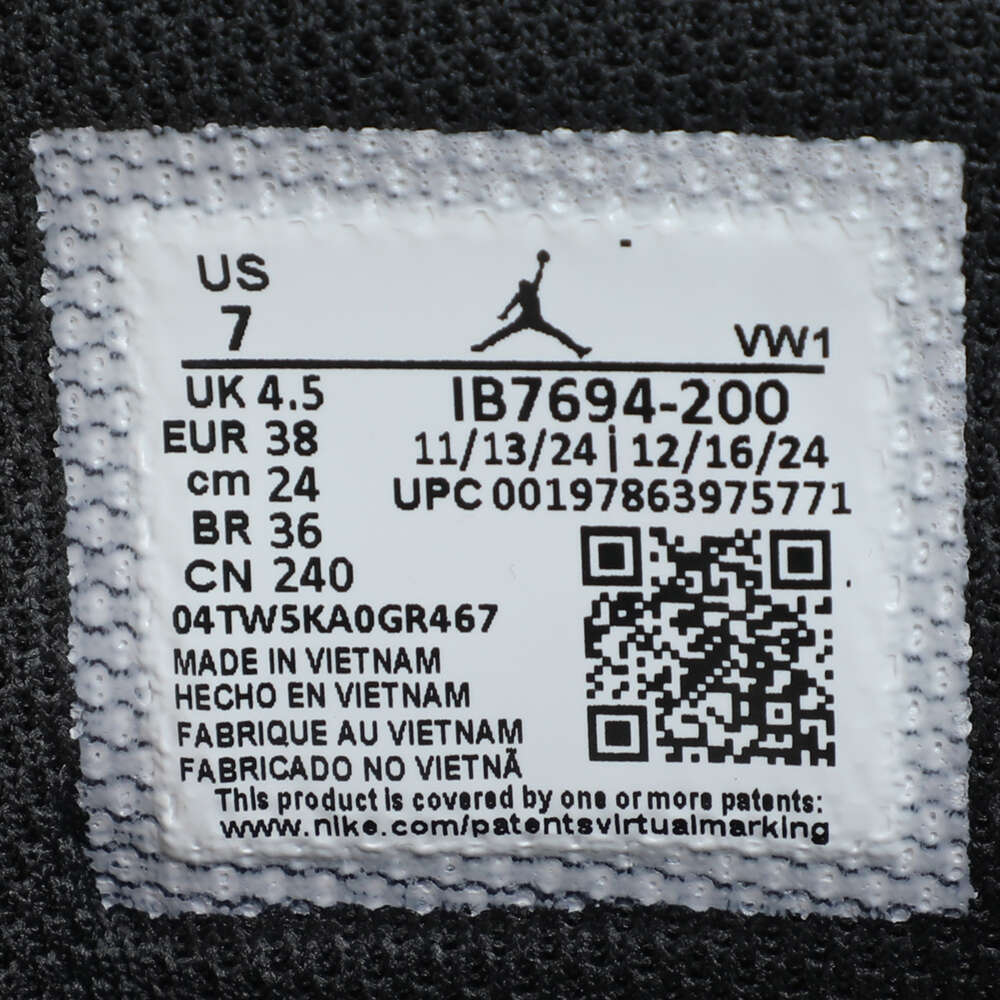 US
7
VW1
UK 4.5
IB7694-200
EUR 38
11/13/24 | 12/16/24
cm 24
UPC 00197863975771
BR 36
CN 240
04TW5KA0GR467
MADE IN VIETNAM
HECHO EN VIETNAM
FABRIQUE AU VIETNAM
FABRICADO NO VIETNÃ
This product is covered by one or more patents:
www.nike.com/patentsvirtualmarking